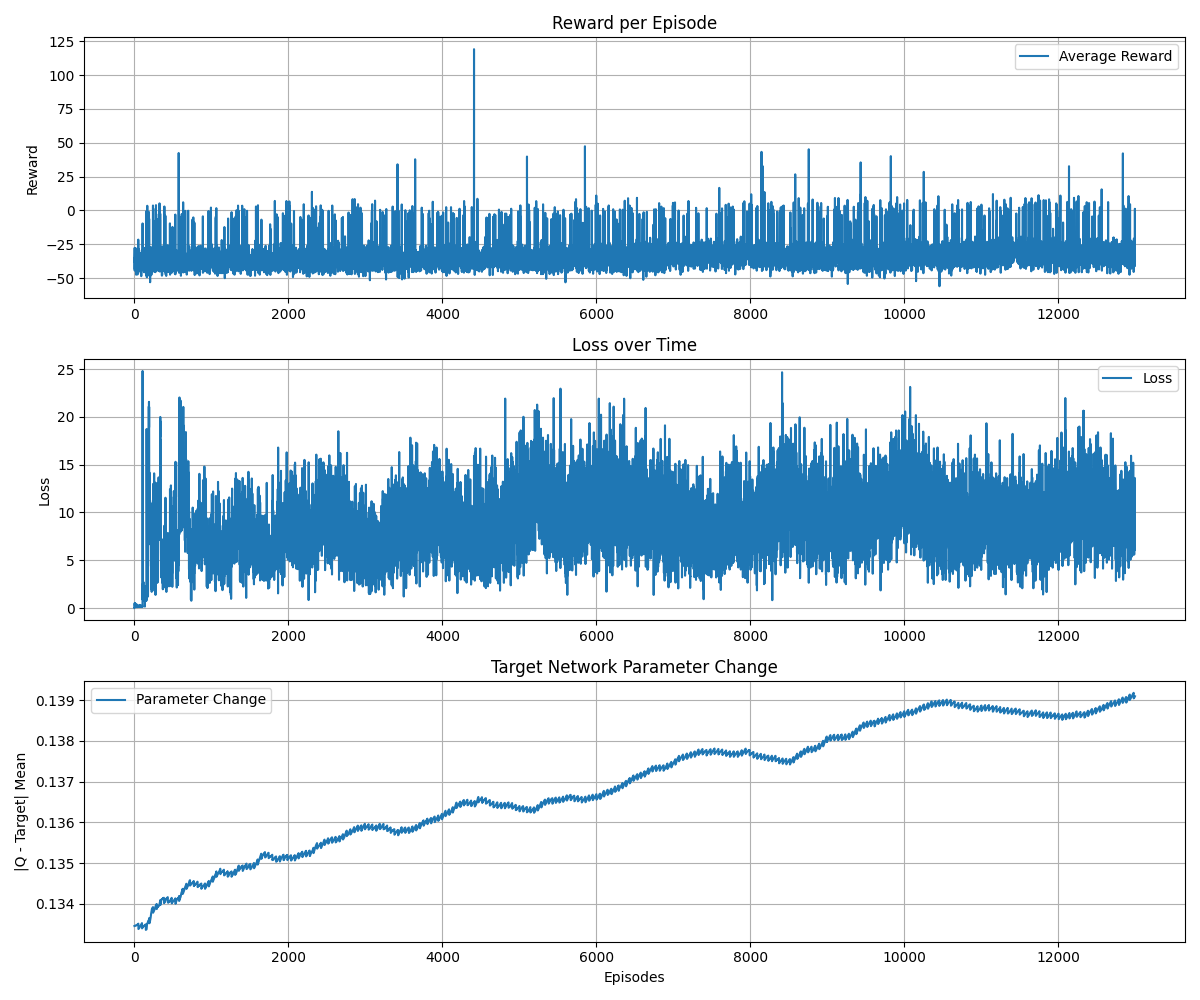 Reward per Episode
125
100
75
50
25
0
−25
−50
Reward
Average Reward
0 2000 4000 6000 8000 10000 12000
Loss over Time
25
20
15
10
5
0
Loss
Loss
0 2000 4000 6000 8000 10000 12000
Target Network Parameter Change
0.139
0.138
0.137
0.136
0.135
0.134
|Q - Target| Mean
Parameter Change
0 2000 4000 6000 8000 10000 12000
Episodes